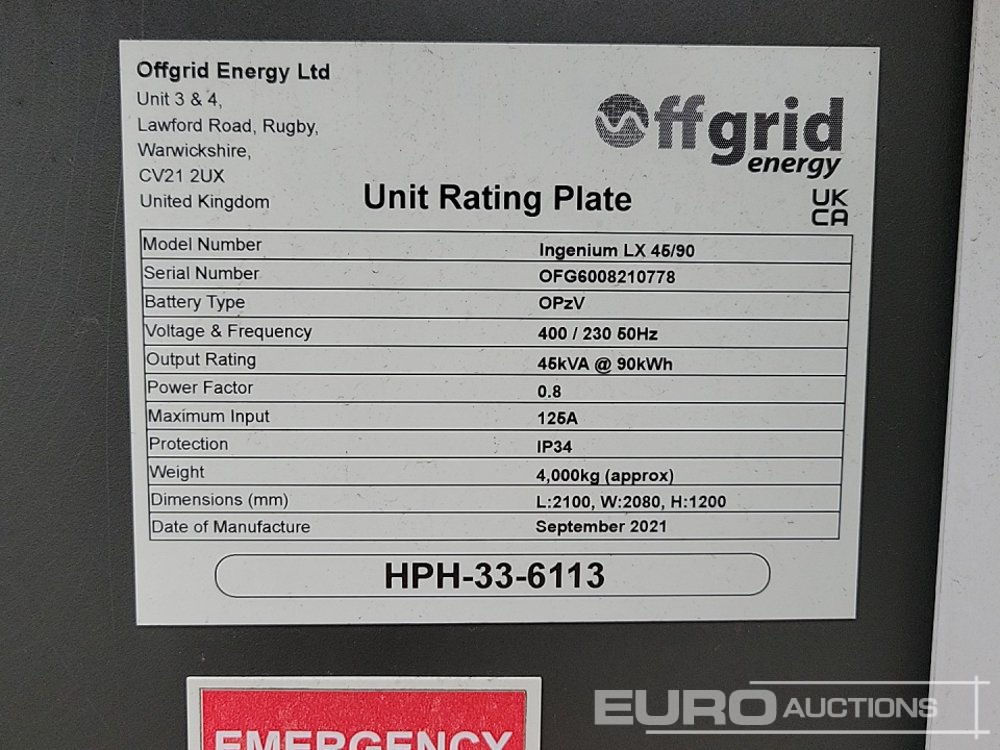 Offgrid Energy Ltd
Unit 3 & 4,
Lawford Road, Rugby,
Warwickshire,
CV21 2UX
United Kingdom
Offgrid
energy
Unit Rating Plate
UK
CA
Model Number Ingenium LX 45/90
Serial Number OFG6008210778
Battery Type OPzV
Voltage & Frequency 400 / 230 50Hz
Output Rating 45kVA @ 90kWh
Power Factor 0.8
Maximum Input 125A
Protection IP34
Weight 4,000kg (approx)
Dimensions (mm) L:2100, W:2080, H:1200
Date of Manufacture September 2021
HPH-33-6113
EMERGENCY
EURO AUCTIONS